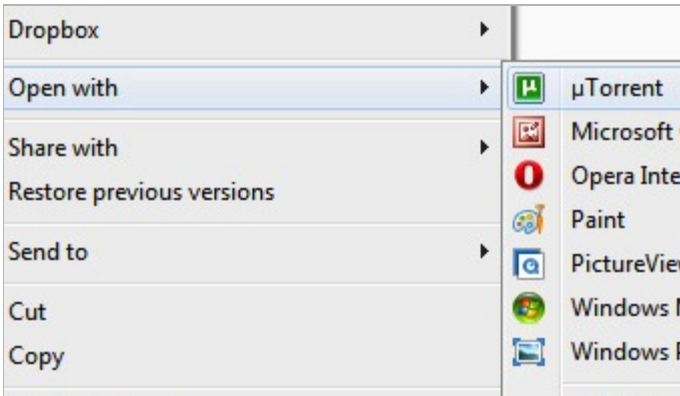 Dropbox
Open with
Share with
Restore previous versions
Send to
Cut
Copy
µTorrent
Microsoft
Opera Inte
Paint
PictureVie
Windows
Windows